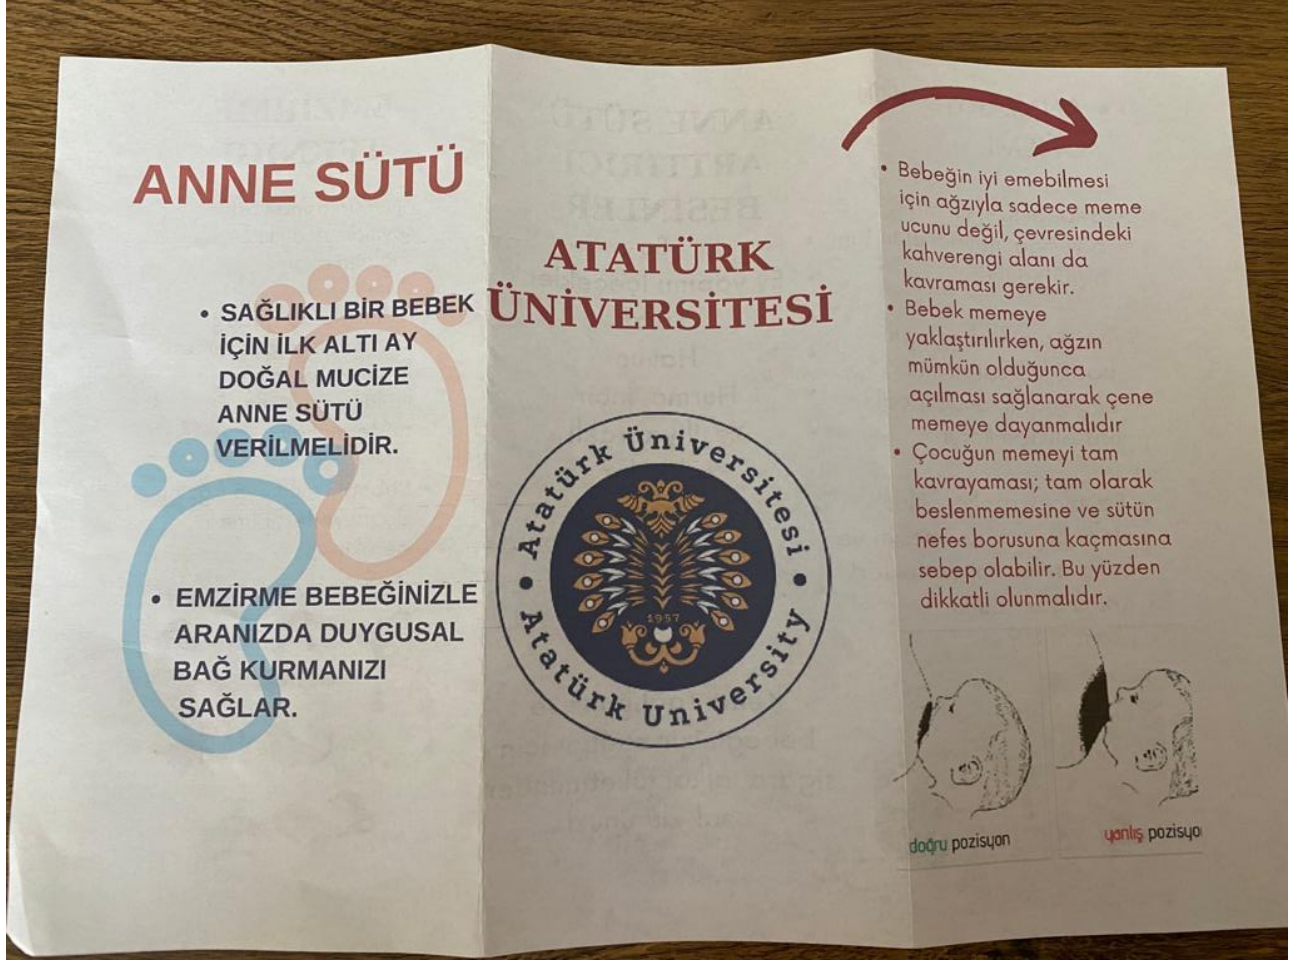 ANNE SÜTÜ
• SAĞLIKLI BİR BEBEK
İÇİN İLK ALTI AY
DOĞAL MUCİZE
ANNE SÜTÜ
VERİLMELİDİR.
• EMZİRME BEBEĞİNİZLE
ARANIZDA DUYGUSAL
BAĞ KURMANIZI
SAĞLAR.
ATATÜRK
ÜNİVERSİTESİ
Atatürk Üniversitesi
1957
Atatürk University
• Bebeğin iyi emebilmesi
için ağzıyla sadece meme
ucunu değil, çevresindeki
kahverengi alanı da
kavraması gerekir.
• Bebek memeye
yaklaştırılırken, ağzın
mümkün olduğunca
açılması sağlanarak çene
memeye dayanmalıdır
• Çocuğun memeyi tam
kavrayaması; tam olarak
beslenmemesine ve sütün
nefes borusuna kaçmasına
sebep olabilir. Bu yüzden
dikkatli olunmalıdır.
doğru pozisyon
yanlış pozisyo